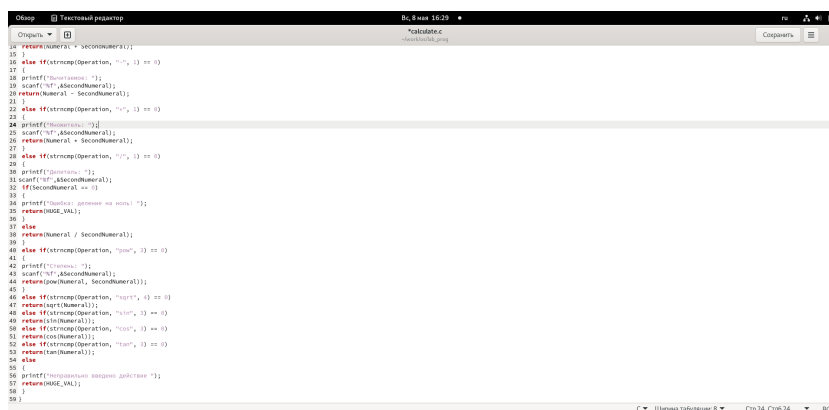 Обзор Текстовый редактор Вс, 8 мая 16:29 ru
Открыть *calculate.c Сохранить
~/work/os/lab_prog
14 return(Numeral + SecondNumeral);
15 }
16 else if(strncmp(Operation, "-", 1) == 0)
17 {
18 printf("Вычитаемое: ");
19 scanf("%f",&SecondNumeral);
20 return(Numeral - SecondNumeral);
21 }
22 else if(strncmp(Operation, "*", 1) == 0)
23 {
24 printf("Множитель: ");
25 scanf("%f",&SecondNumeral);
26 return(Numeral * SecondNumeral);
27 }
28 else if(strncmp(Operation, "/", 1) == 0)
29 {
30 printf("Делитель: ");
31 scanf("%f",&SecondNumeral);
32 if(SecondNumeral == 0)
33 {
34 printf("Ошибка: деление на ноль! ");
35 return(HUGE_VAL);
36 }
37 else
38 return(Numeral / SecondNumeral);
39 }
40 else if(strncmp(Operation, "pow", 3) == 0)
41 {
42 printf("Степень: ");
43 scanf("%f",&SecondNumeral);
44 return(pow(Numeral, SecondNumeral));
45 }
46 else if(strncmp(Operation, "sqrt", 4) == 0)
47 return(sqrt(Numeral));
48 else if(strncmp(Operation, "sin", 3) == 0)
49 return(sin(Numeral));
50 else if(strncmp(Operation, "cos", 3) == 0)
51 return(cos(Numeral));
52 else if(strncmp(Operation, "tan", 3) == 0)
53 return(tan(Numeral));
54 else
55 {
56 printf("Неправильно введено действие ");
57 return(HUGE_VAL);
58 }
59 }
C Ширина табуляции: 8 Стр 24, Стлб 24